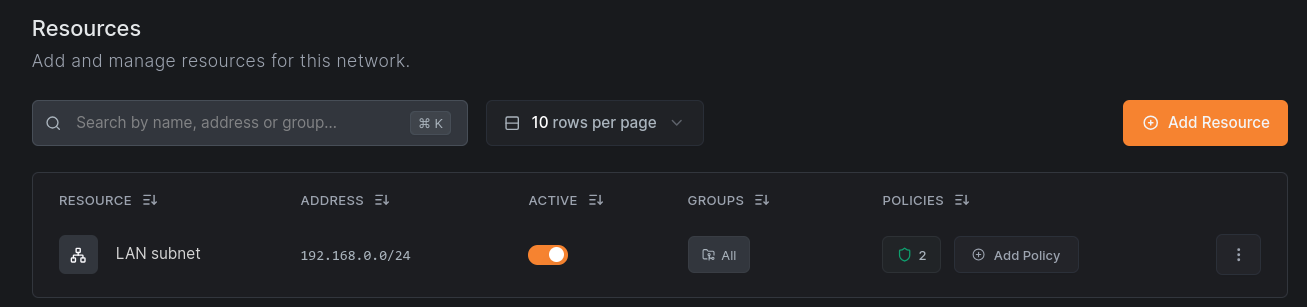 Resources
Add and manage resources for this network.
Search by name, address or group... ⌘ K 10 rows per page Add Resource
RESOURCE ADDRESS ACTIVE GROUPS POLICIES
LAN subnet 192.168.0.0/24 All 2 Add Policy